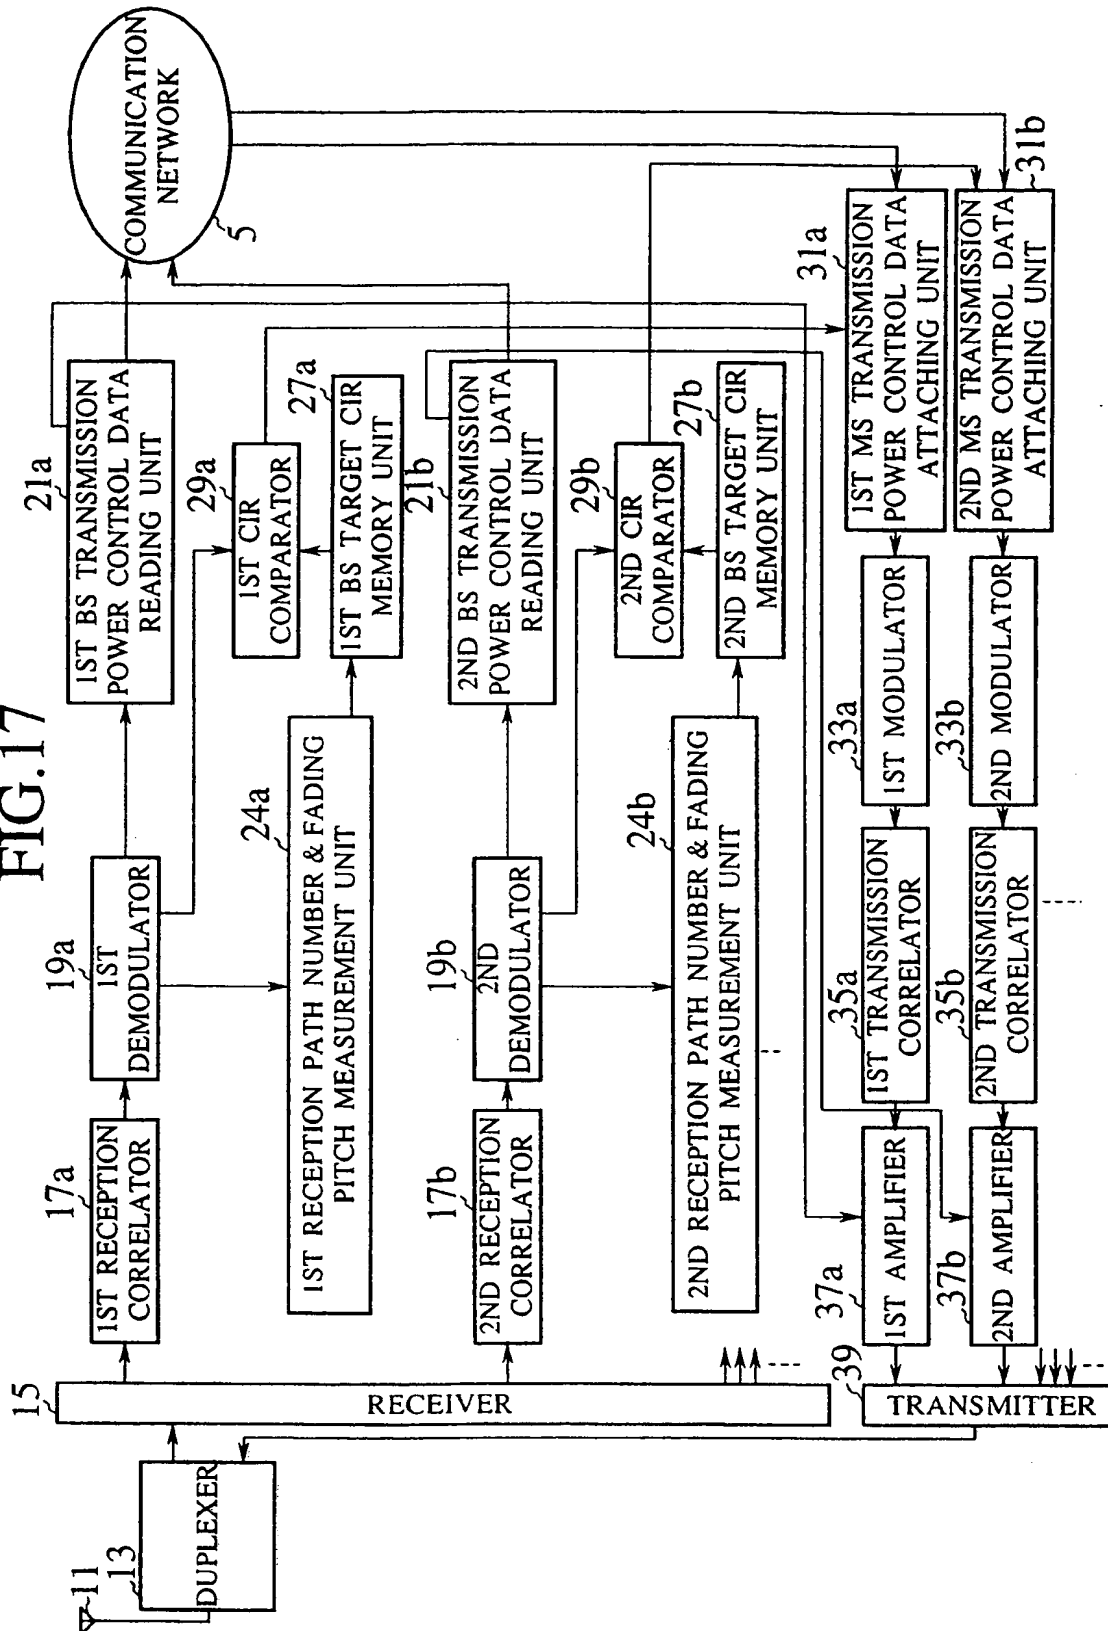 FIG.17
11
13
DUPLEXER
15
RECEIVER
17a
1ST RECEPTION
CORRELATOR
19a
1ST
DEMODULATOR
21a
1ST BS TRANSMISSION
POWER CONTROL DATA
READING UNIT
COMMUNICATION
NETWORK
5
24a
1ST RECEPTION PATH NUMBER & FADING
PITCH MEASUREMENT UNIT
29a
1ST CIR
COMPARATOR
27a
1ST BS TARGET CIR
MEMORY UNIT
17b
2ND RECEPTION
CORRELATOR
19b
2ND
DEMODULATOR
21b
2ND BS TRANSMISSION
POWER CONTROL DATA
READING UNIT
24b
2ND RECEPTION PATH NUMBER & FADING
PITCH MEASUREMENT UNIT
29b
2ND CIR
COMPARATOR
27b
2ND BS TARGET CIR
MEMORY UNIT
39
TRANSMITTER
37a
1ST AMPLIFIER
35a
1ST TRANSMISSION
CORRELATOR
33a
1ST MODULATOR
31a
1ST MS TRANSMISSION
POWER CONTROL DATA
ATTACHING UNIT
37b
2ND AMPLIFIER
35b
2ND TRANSMISSION
CORRELATOR
33b
2ND MODULATOR
31b
2ND MS TRANSMISSION
POWER CONTROL DATA
ATTACHING UNIT